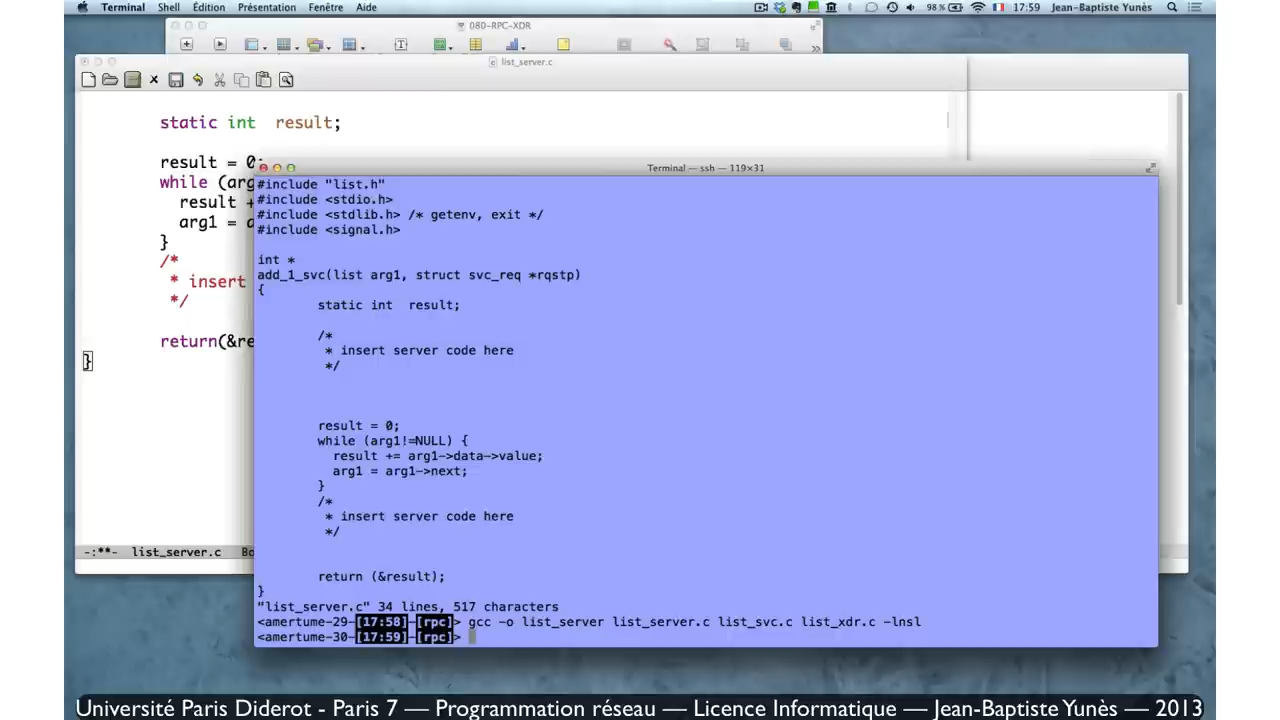 Terminal Shell Édition Présentation Fenêtre Aide 98 % 17:59 Jean-Baptiste Yunès
080-RPC-XDR
list_server.c
static int result;
result = 0;
while (arg
result +
arg1 = a
}
/*
* insert
*/
return(&re
}
-:**- list_server.c Bo
Terminal — ssh — 119×31
#include "list.h"
#include <stdio.h>
#include <stdlib.h> /* getenv, exit */
#include <signal.h>
int *
add_1_svc(list arg1, struct svc_req *rqstp)
{
static int result;
/*
* insert server code here
*/
result = 0;
while (arg1!=NULL) {
result += arg1->data->value;
arg1 = arg1->next;
}
/*
* insert server code here
*/
return (&result);
}
"list_server.c" 34 lines, 517 characters
<amertume-29-[17:58]-[rpc]> gcc -o list_server list_server.c list_svc.c list_xdr.c -lnsl
<amertume-30-[17:59]-[rpc]>
Université Paris Diderot - Paris 7 — Programmation réseau — Licence Informatique — Jean-Baptiste Yunès — 2013